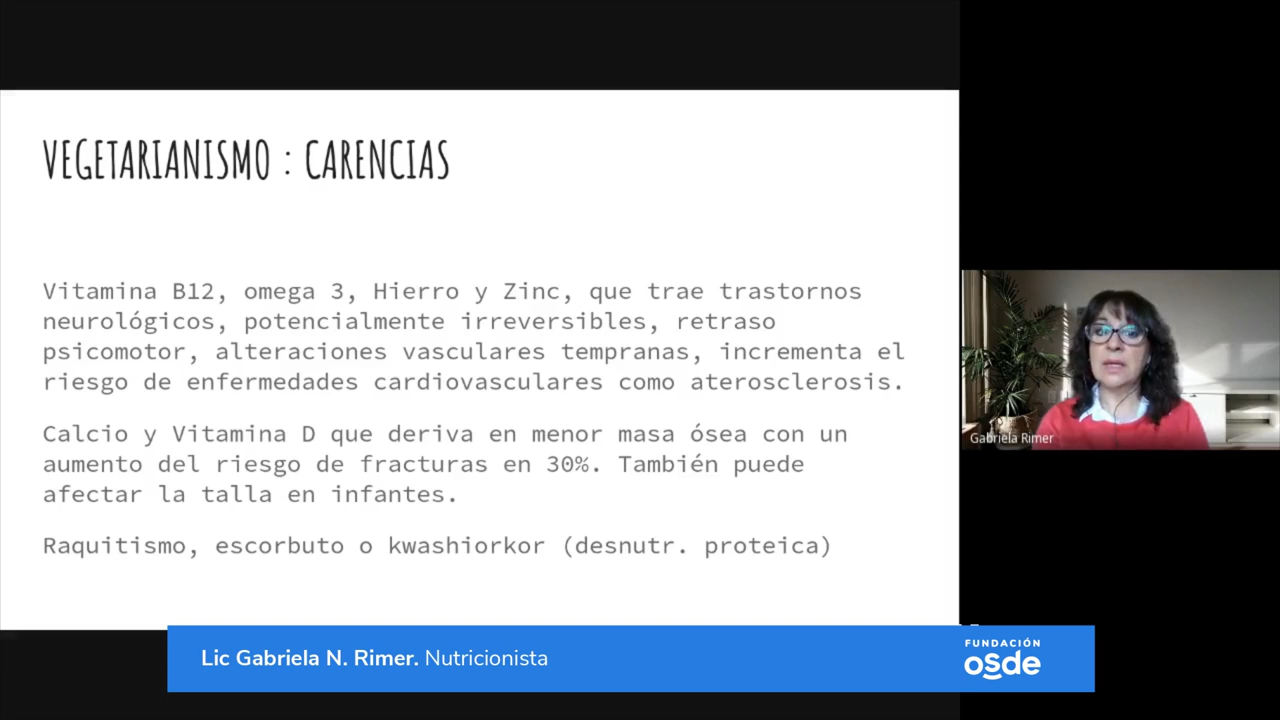 VEGETARIANISMO : CARENCIAS
Vitamina B12, omega 3, Hierro y Zinc, que trae trastornos
neurológicos, potencialmente irreversibles, retraso
psicomotor, alteraciones vasculares tempranas, incrementa el
riesgo de enfermedades cardiovasculares como aterosclerosis.
Calcio y Vitamina D que deriva en menor masa ósea con un
aumento del riesgo de fracturas en 30%. También puede
afectar la talla en infantes.
Raquitismo, escorbuto o kwashiorkor (desnutr. proteica)
Gabriela Rimer
Lic Gabriela N. Rimer. Nutricionista
FUNDACIÓN
osde